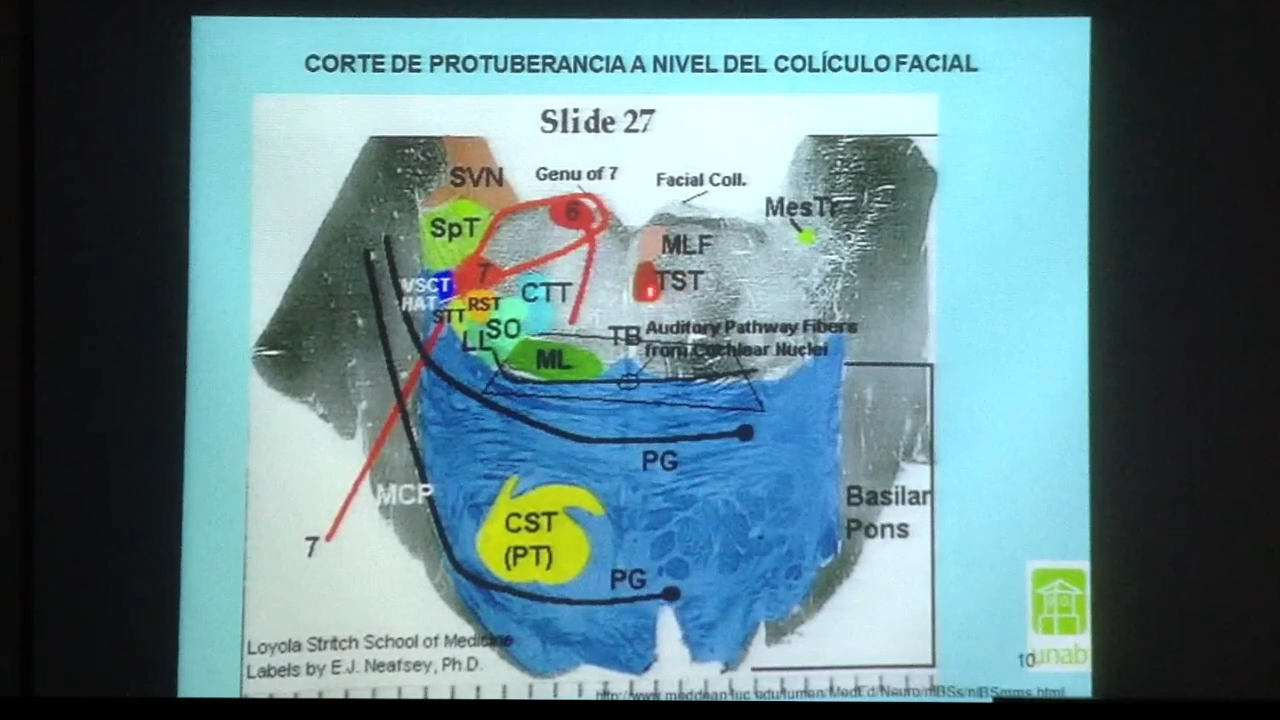 CORTE DE PROTUBERANCIA A NIVEL DEL COLÍCULO FACIAL
Slide 27
SVN
Genu of 7
Facial Coll.
MesTr
SpT
6
MLF
7
TST
VSCT
HAT
STT
RST
CTT
LL
SO
TB
Auditory Pathway Fibers
from Cochlear Nuclei
ML
PG
MCP
CST
(PT)
Basilar
Pons
7
PG
Loyola Stritch School of Medicine
Labels by E.J. Neafsey, Ph.D.
10
unab